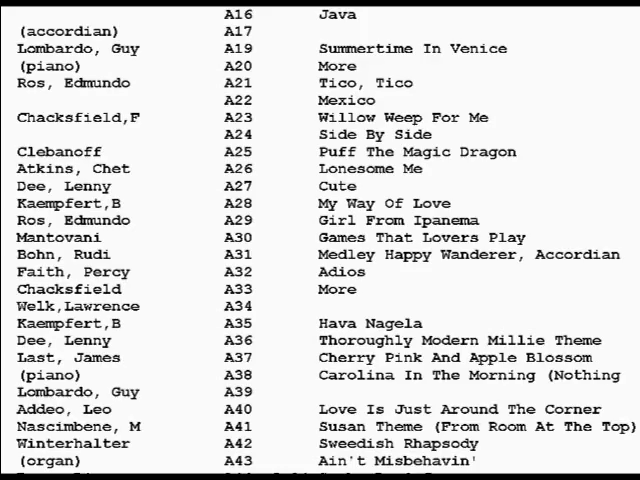 A16 Java
(accordian) A17
Lombardo, Guy A19 Summertime In Venice
(piano) A20 More
Ros, Edmundo A21 Tico, Tico
A22 Mexico
Chacksfield,F A23 Willow Weep For Me
A24 Side By Side
Clebanoff A25 Puff The Magic Dragon
Atkins, Chet A26 Lonesome Me
Dee, Lenny A27 Cute
Kaempfert,B A28 My Way Of Love
Ros, Edmundo A29 Girl From Ipanema
Mantovani A30 Games That Lovers Play
Bohn, Rudi A31 Medley Happy Wanderer, Accordian
Faith, Percy A32 Adios
Chacksfield A33 More
Welk,Lawrence A34
Kaempfert,B A35 Hava Nagela
Dee, Lenny A36 Thoroughly Modern Millie Theme
Last, James A37 Cherry Pink And Apple Blossom
(piano) A38 Carolina In The Morning (Nothing
Lombardo, Guy A39
Addeo, Leo A40 Love Is Just Around The Corner
Nascimbene, M A41 Susan Theme (From Room At The Top)
Winterhalter A42 Sweedish Rhapsody
(organ) A43 Ain't Misbehavin'